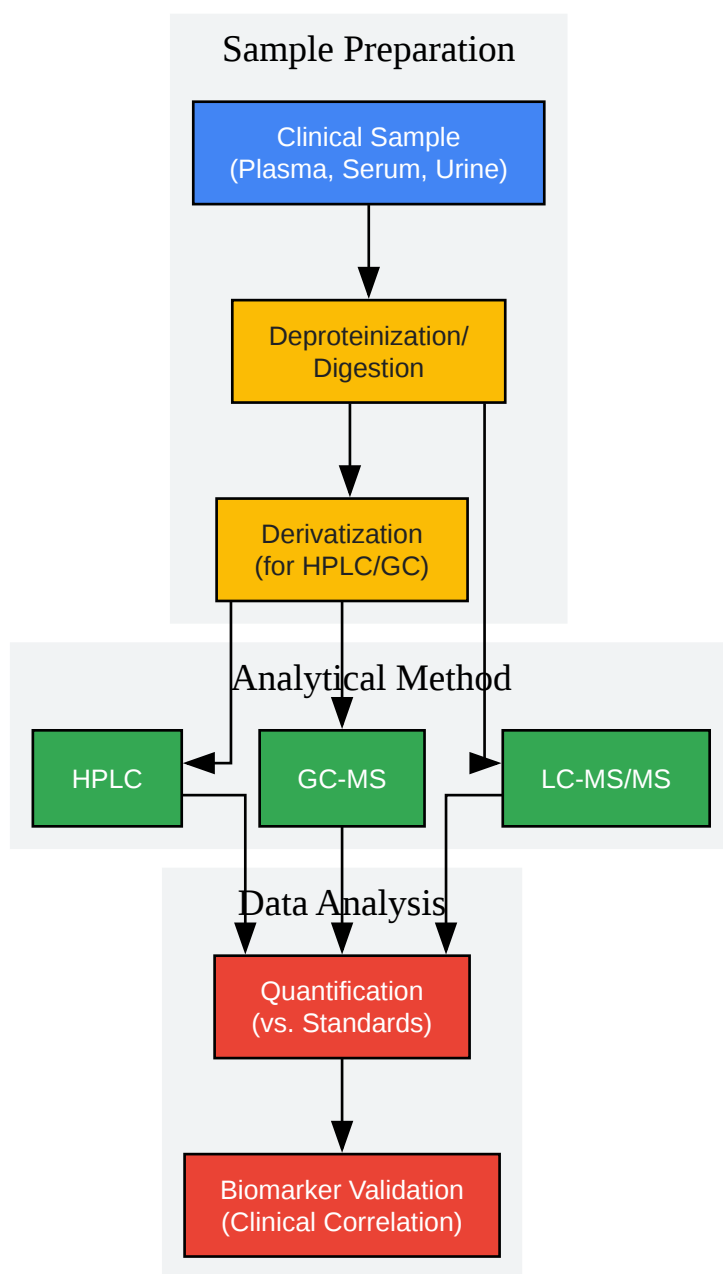 Sample Preparation
Clinical Sample
(Plasma, Serum, Urine)
Deproteinization/
Digestion
Derivatization
(for HPLC/GC)
Analytical Method
HPLC
GC-MS
LC-MS/MS
Data Analysis
Quantification
(vs. Standards)
Biomarker Validation
(Clinical Correlation)